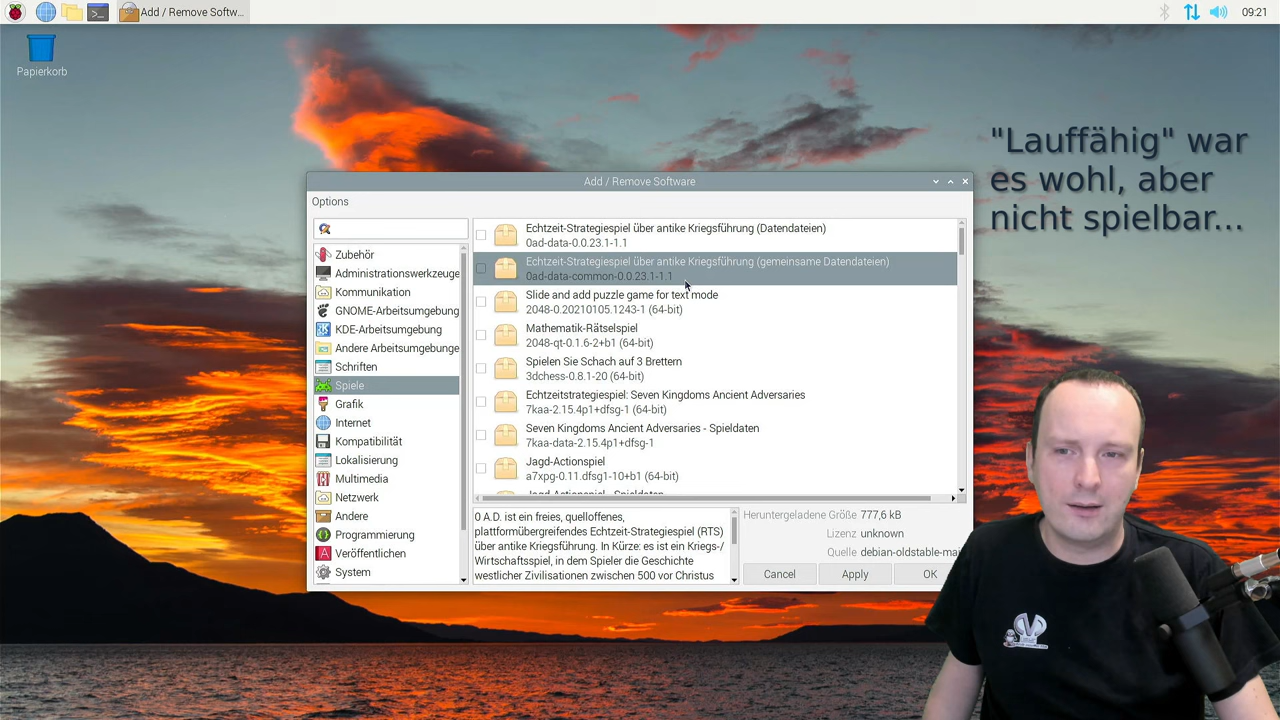 Add / Remove Softw...
09:21
Papierkorb
"Lauffähig" war
es wohl, aber
nicht spielbar...
Add / Remove Software
Options
Zubehör
Administrationswerkzeuge
Kommunikation
GNOME-Arbeitsumgebung
KDE-Arbeitsumgebung
Andere Arbeitsumgebunge
Schriften
Spiele
Grafik
Internet
Kompatibilität
Lokalisierung
Multimedia
Netzwerk
Andere
Programmierung
Veröffentlichen
System
Echtzeit-Strategiespiel über antike Kriegsführung (Datendateien)
0ad-data-0.0.23.1-1.1
Echtzeit-Strategiespiel über antike Kriegsführung (gemeinsame Datendateien)
0ad-data-common-0.0.23.1-1.1
Slide and add puzzle game for text mode
2048-0.20210105.1243-1 (64-bit)
Mathematik-Rätselspiel
2048-qt-0.1.6-2+b1 (64-bit)
Spielen Sie Schach auf 3 Brettern
3dchess-0.8.1-20 (64-bit)
Echtzeitstrategiespiel: Seven Kingdoms Ancient Adversaries
7kaa-2.15.4p1+dfsg-1 (64-bit)
Seven Kingdoms Ancient Adversaries - Spieldaten
7kaa-data-2.15.4p1+dfsg-1
Jagd-Actionspiel
a7xpg-0.11.dfsg1-10+b1 (64-bit)
Jagd-Actionspiel - Spieldaten
0 A.D. ist ein freies, quelloffenes,
plattformübergreifendes Echtzeit-Strategiespiel (RTS)
über antike Kriegsführung. In Kürze: es ist ein Kriegs-/
Wirtschaftsspiel, in dem Spieler die Geschichte
westlicher Zivilisationen zwischen 500 vor Christus
Heruntergeladene Größe 777,6 kB
Lizenz unknown
Quelle debian-oldstable-mai
Cancel
Apply
OK